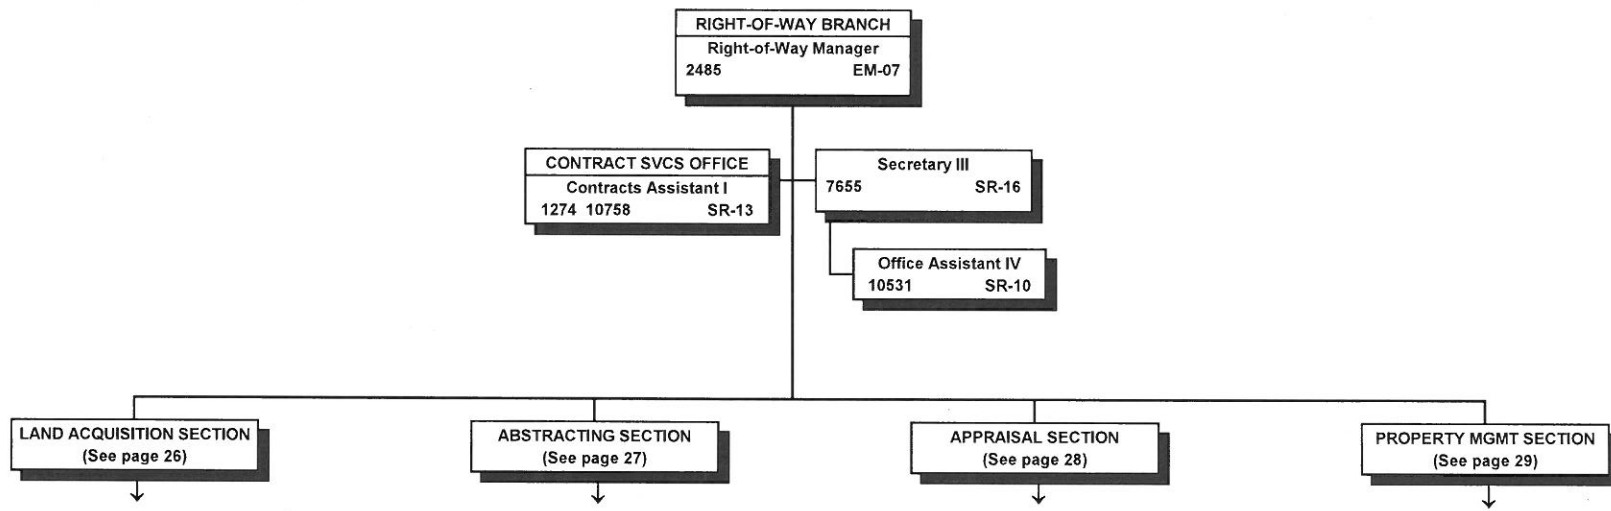 RIGHT-OF-WAY BRANCH
Right-of-Way Manager
2485 EM-07
CONTRACT SVCS OFFICE
Contracts Assistant I
1274 10758 SR-13
Secretary III
7655 SR-16
Office Assistant IV
10531 SR-10
LAND ACQUISITION SECTION
(See page 26)
ABSTRACTING SECTION
(See page 27)
APPRAISAL SECTION
(See page 28)
PROPERTY MGMT SECTION
(See page 29)